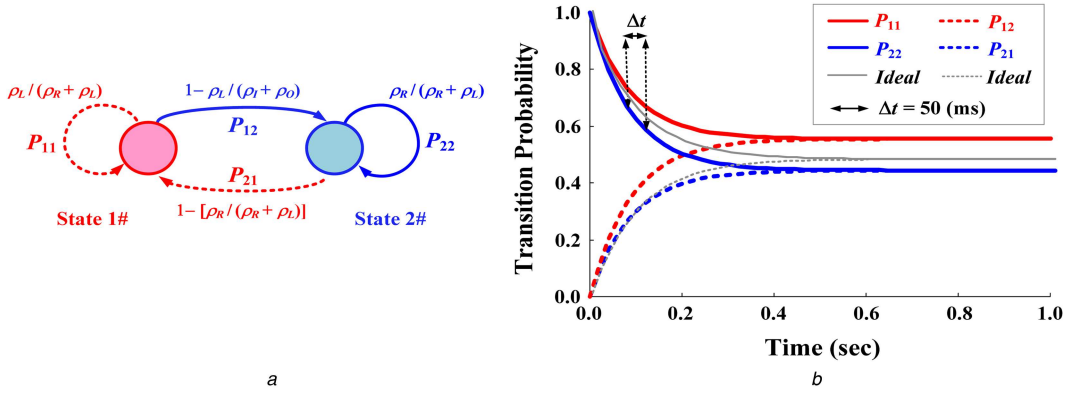 ρL/(ρR + ρL)
1– ρL/(ρI + ρO)
ρR/(ρR + ρL)
P11
P12
P22
P21
1– [ρR/(ρR + ρL)]
State 1#
State 2#
a
Transition Probability
1.0
0.8
0.6
0.4
0.2
0.0
Δt
P11
P12
P22
P21
Ideal
Ideal
Δt = 50 (ms)
0.0
0.2
0.4
0.6
0.8
1.0
Time (sec)
b